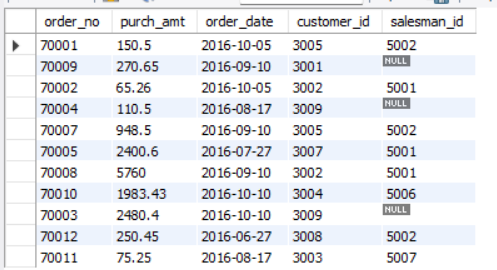 order_no purch_amt order_date customer_id salesman_id
70001 150.5 2016-10-05 3005 5002
70009 270.65 2016-09-10 3001 NULL
70002 65.26 2016-10-05 3002 5001
70004 110.5 2016-08-17 3009 NULL
70007 948.5 2016-09-10 3005 5002
70005 2400.6 2016-07-27 3007 5001
70008 5760 2016-09-10 3002 5001
70010 1983.43 2016-10-10 3004 5006
70003 2480.4 2016-10-10 3009 NULL
70012 250.45 2016-06-27 3008 5002
70011 75.25 2016-08-17 3003 5007